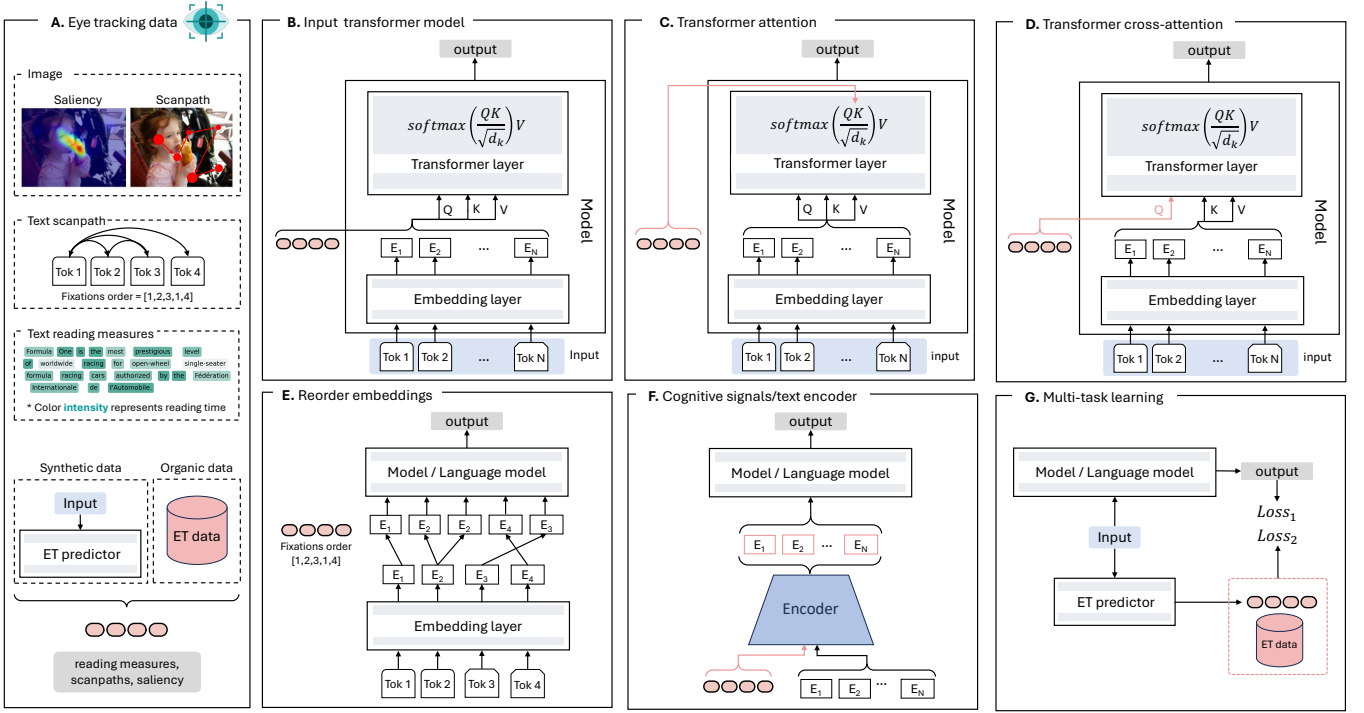 A. Eye tracking data
Image
Saliency
Scanpath
Text scanpath
Tok 1 Tok 2 Tok 3 Tok 4
Fixations order = [1,2,3,1,4]
Text reading measures
Formula One is the most prestigious level
of worldwide racing for open-wheel single-seater
formula racing cars authorized by the Fédération
Internationale de l'Automobile.
* Color intensity represents reading time
Synthetic data
Organic data
Input
ET predictor
ET data
reading measures,
scanpaths, saliency
B. Input transformer model
output
softmax(QK/√d_k)V
Transformer layer
Q K V
Model
E1 E2 ... EN
Embedding layer
Tok 1 Tok 2 ... Tok N
Input
C. Transformer attention
output
softmax(QK/√d_k)V
Transformer layer
Q K V
Model
E1 E2 ... EN
Embedding layer
Tok 1 Tok 2 ... Tok N
input
D. Transformer cross-attention
output
softmax(QK/√d_k)V
Transformer layer
Q K V
Model
E1 E2 ... EN
Embedding layer
Tok 1 Tok 2 ... Tok N
input
E. Reorder embeddings
output
Model / Language model
E1 E2 E2 E4 E3
Fixations order
[1,2,3,1,4]
E1 E2 E3 E4
Embedding layer
Tok 1 Tok 2 Tok 3 Tok 4
F. Cognitive signals/text encoder
output
Model / Language model
E1 E2 ... EN
Encoder
E1 E2 ... EN
G. Multi-task learning
Model / Language model
output
Loss1
Loss2
Input
ET predictor
ET data